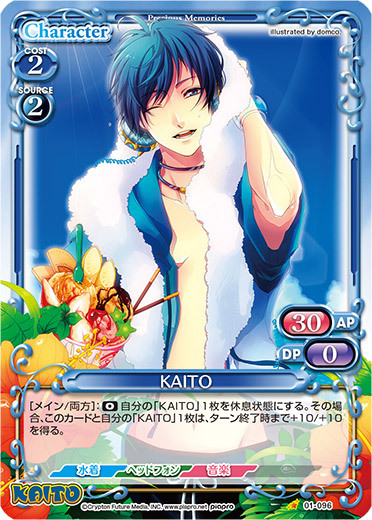 Precious Memories
Character
illustrated by domco.
COST
2
SOURCE
2
30 AP
DP 0
KAITO
[メイン/両方]:0自分の「KAITO」1枚を休息状態にする。その場
合、このカードと自分の「KAITO」1枚は、ターン終了時まで+10/+10
を得る。
水着 ヘッドフォン 音楽
KAITO
©Crypton Future Media, INC. www.piapro.net piapro
01-096